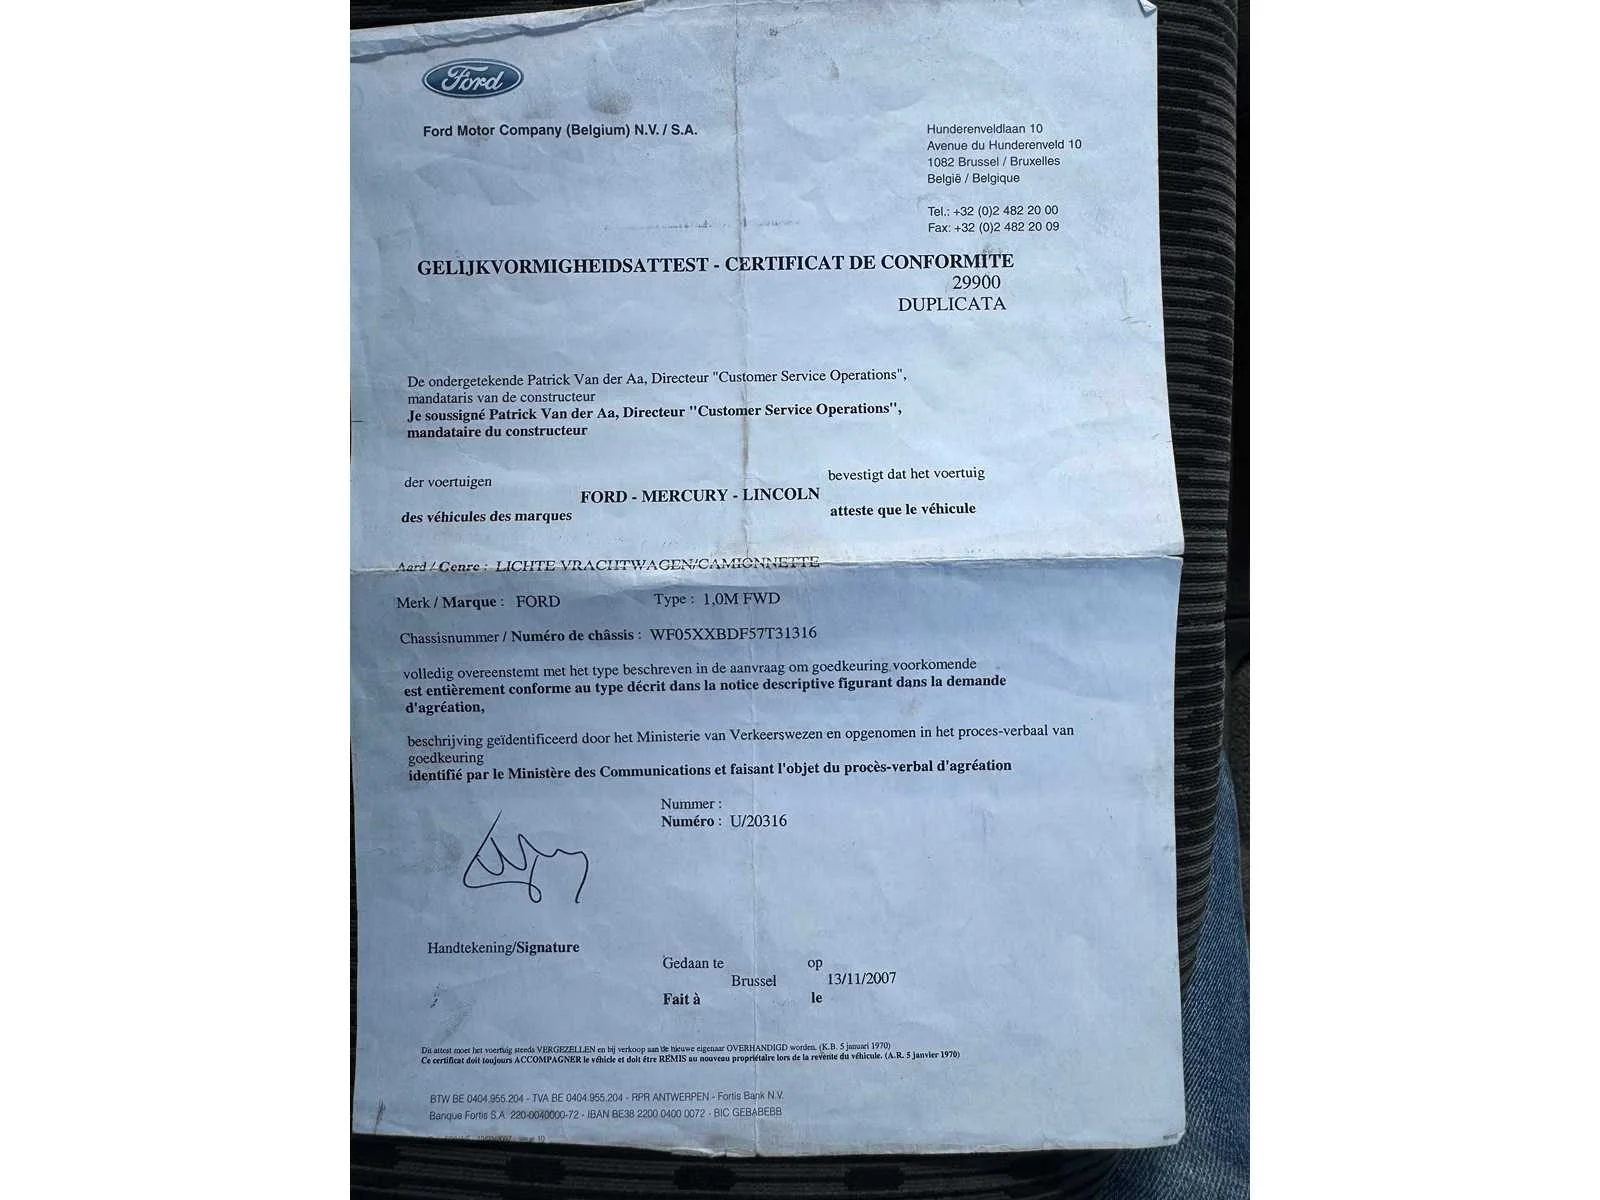 Ford
Ford Motor Company (Belgium) N.V. / S.A.
Hunderenveldlaan 10
Avenue du Hunderenveld 10
1082 Brussel / Bruxelles
België / Belgique
Tel.: +32 (0)2 482 20 00
Fax: +32 (0)2 482 20 09
GELIJKVORMIGHEIDSATTEST - CERTIFICAT DE CONFORMITE
29900
DUPLICATA
De ondergetekende Patrick Van der Aa, Directeur "Customer Service Operations",
mandataris van de constructeur
Je soussigné Patrick Van der Aa, Directeur "Customer Service Operations",
mandataire du constructeur
der voertuigen
bevestigt dat het voertuig
FORD - MERCURY - LINCOLN
des véhicules des marques
atteste que le véhicule
Aard / Genre : LICHTE VRACHTWAGEN/CAMIONNETTE
Merk / Marque : FORD Type : 1,0M FWD
Chassisnummer / Numéro de châssis : WF05XXBDF57T31316
volledig overeenstemt met het type beschreven in de aanvraag om goedkeuring voorkomende
est entièrement conforme au type décrit dans la notice descriptive figurant dans la demande
d'agréation,
beschrijving geïdentificeerd door het Ministerie van Verkeerswezen en opgenomen in het proces-verbaal van
goedkeuring
identifié par le Ministère des Communications et faisant l'objet du procès-verbal d'agréation
Nummer :
Numéro : U/20316
Handtekening/Signature
Gedaan te op
Brussel 13/11/2007
Fait à le
Dit attest moet het voertuig steeds VERGEZELLEN en bij verkoop aan de nieuwe eigenaar OVERHANDIGD worden. (K.B. 5 januari 1970)
Ce certificat doit toujours ACCOMPAGNER le véhicle et doit être REMIS au nouveau propriétaire lors de la revente du véhicule. (A.R. 5 janvier 1970)
BTW BE 0404.955.204 - TVA BE 0404.955.204 - RPR ANTWERPEN - Fortis Bank N.V.
Banque Fortis S.A. 220-0040000-72 - IBAN BE38 2200 0400 0072 - BIC GEBABEBB